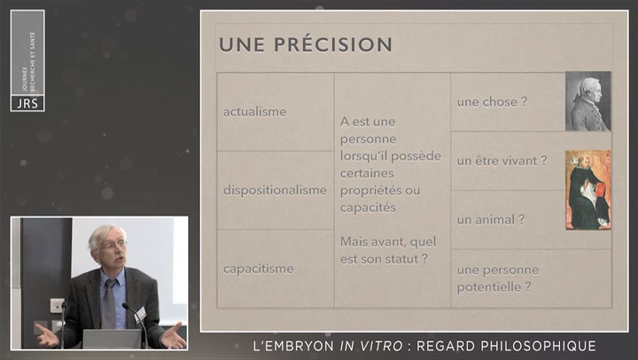 JOURNÉE
RECHERCHE ET SANTÉ
JRS
UNE PRÉCISION
actualisme
dispositionalisme
capacitisme
A est une
personne
lorsqu'il possède
certaines
propriétés ou
capacités
Mais avant, quel
est son statut ?
une chose ?
un être vivant ?
un animal ?
une personne
potentielle ?
L'EMBRYON IN VITRO : REGARD PHILOSOPHIQUE